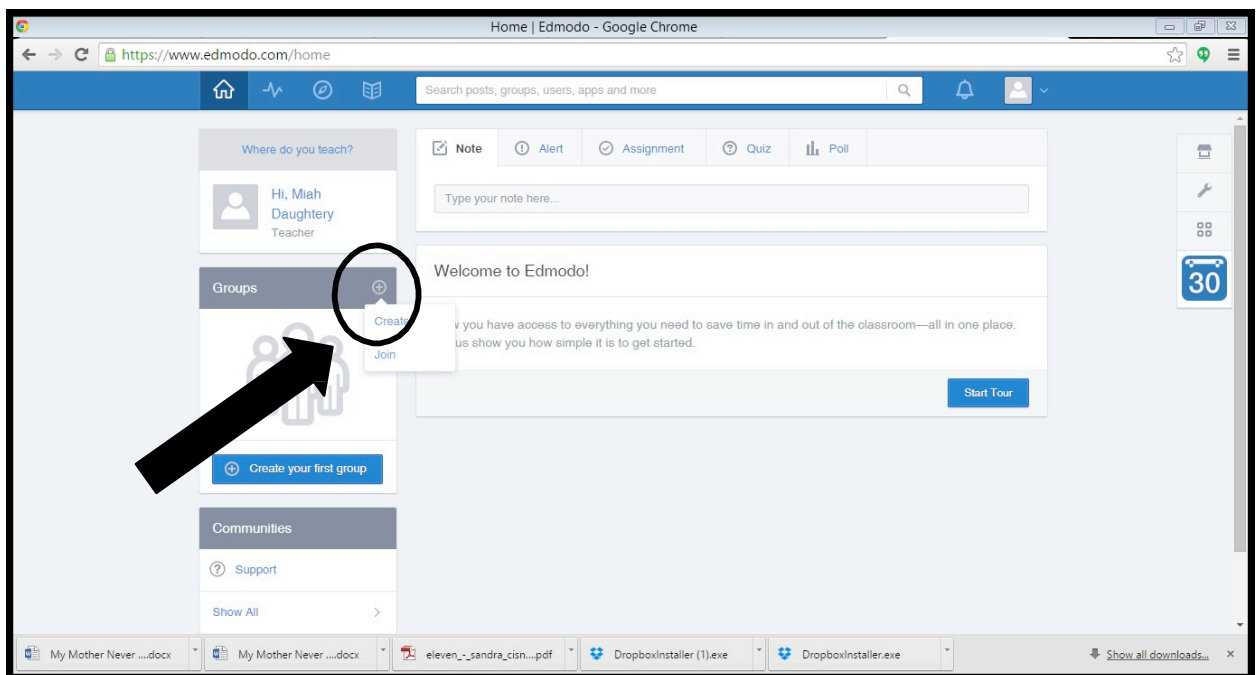 Home | Edmodo - Google Chrome
https://www.edmodo.com/home
Search posts, groups, users, apps and more
Where do you teach?
Hi, Miah
Daughtery
Teacher
Note
Alert
Assignment
Quiz
Poll
Type your note here...
30
Groups
Create
Join
Create your first group
Welcome to Edmodo!
you have access to everything you need to save time in and out of the classroom—all in one place.
us show you how simple it is to get started.
Start Tour
Communities
Support
Show All
My Mother Never ....docx
My Mother Never ....docx
eleven_-_sandra_cisn....pdf
DropboxInstaller (1).exe
DropboxInstaller.exe
Show all downloads...